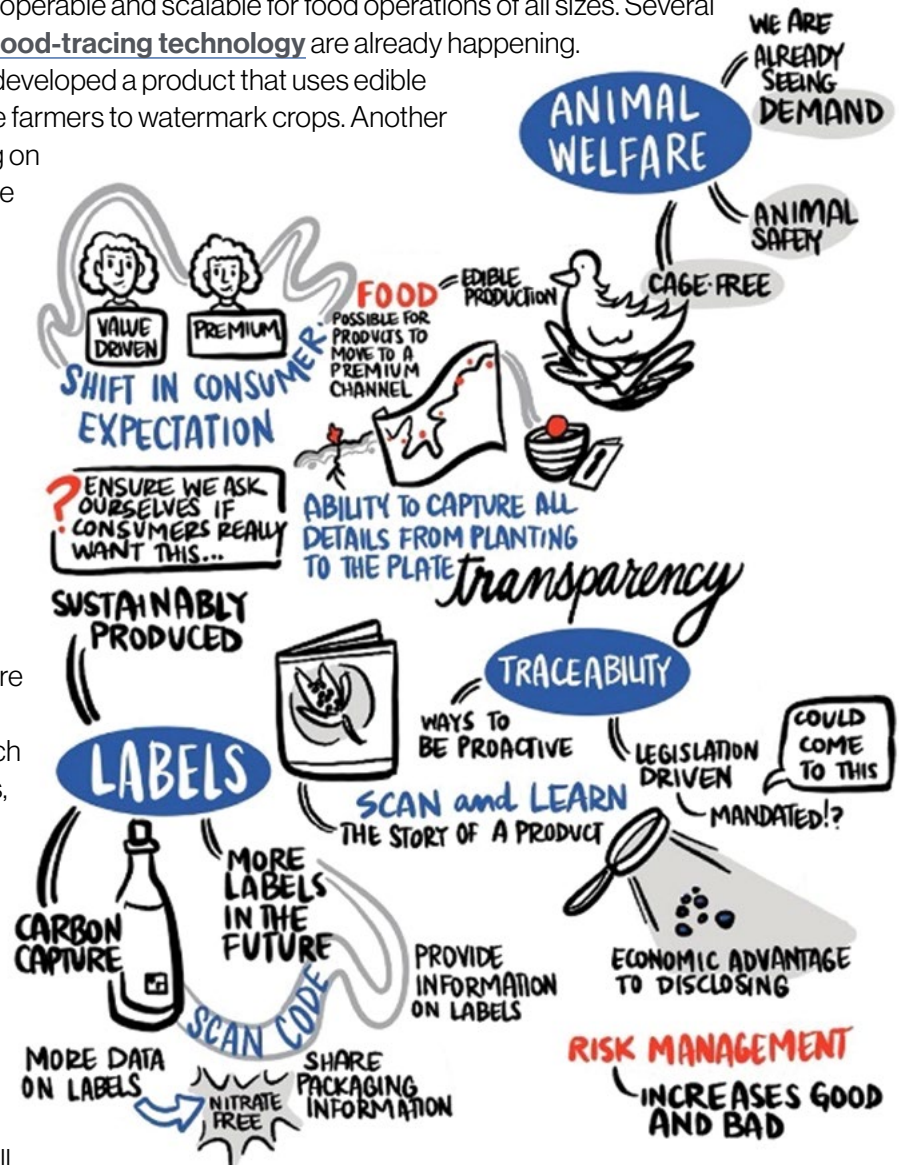 operable and scalable for food operations of all sizes. Several
ood-tracing technology are already happening.
developed a product that uses edible
e farmers to watermark crops. Another
g on
e
WE ARE
ALREADY
SEEING
DEMAND
ANIMAL
WELFARE
ANIMAL
SAFETY
CAGE-FREE
VALUE
DRIVEN
PREMIUM
SHIFT IN CONSUMER
EXPECTATION
FOOD
EDIBLE
PRODUCTION
POSSIBLE FOR
PRODUCTS TO
MOVE TO A
PREMIUM
CHANNEL
? ENSURE WE ASK
OURSELVES IF
CONSUMERS REALLY
WANT THIS...
ABILITY TO CAPTURE ALL
DETAILS FROM PLANTING
TO THE PLATE
transparency
SUSTAINABLY
PRODUCED
re
ch
s,
LABELS
TRACEABILITY
WAYS TO
BE PROACTIVE
LEGISLATION
DRIVEN
MANDATED!?
COULD
COME
TO THIS
SCAN and LEARN
THE STORY OF A PRODUCT
CARBON
CAPTURE
MORE
LABELS
IN THE
FUTURE
SCAN CODE
PROVIDE
INFORMATION
ON LABELS
ECONOMIC ADVANTAGE
TO DISCLOSING
MORE DATA
ON LABELS
NITRATE
FREE
SHARE
PACKAGING
INFORMATION
RISK MANAGEMENT
INCREASES GOOD
AND BAD
ll